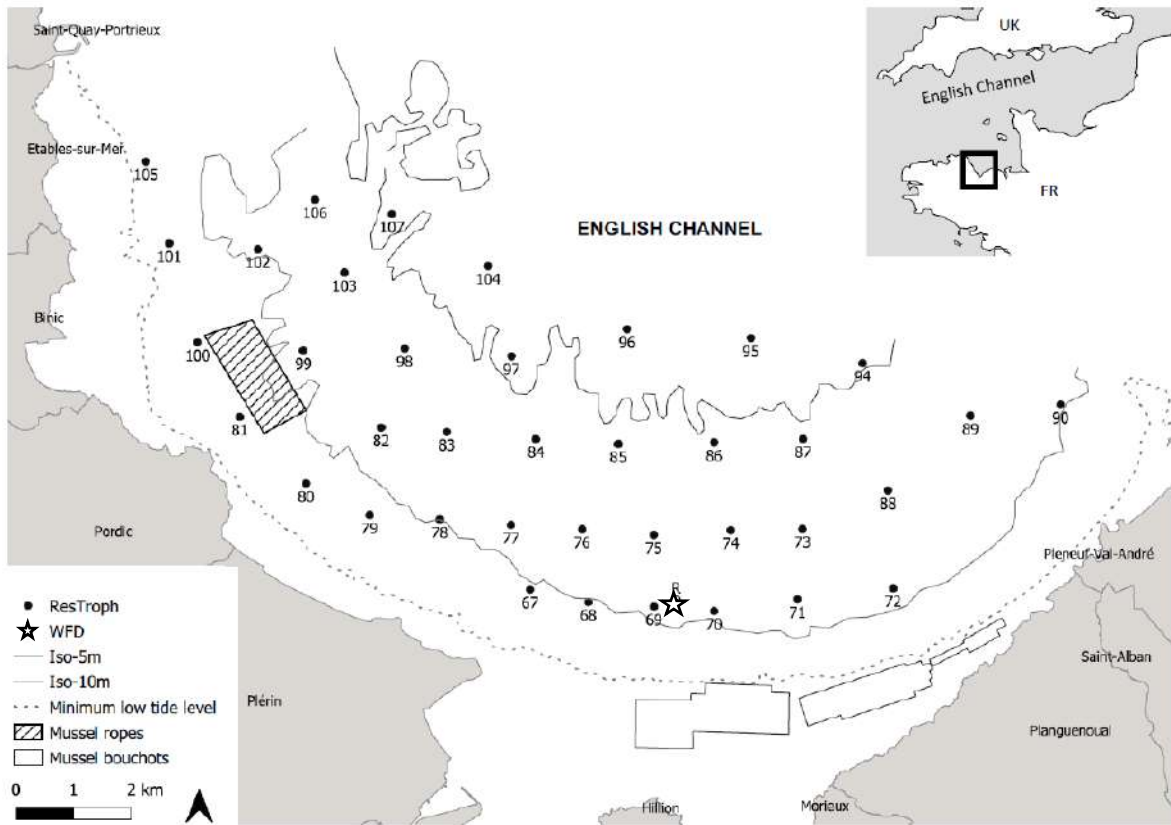 Saint-Quay-Portrieux
UK
English Channel
FR
Etables-sur-Mer
105
106
107
ENGLISH CHANNEL
101
102
103
104
Binic
100
99
98
97
96
95
94
81
82
83
84
85
86
87
89
90
80
79
78
77
76
75
74
73
88
Pordic
Pleneuf-Val-André
67
68
69
R
70
71
72
ResTroph
WFD
Iso-5m
Iso-10m
Minimum low tide level
Mussel ropes
Mussel bouchots
0 1 2 km
Plérin
Saint-Alban
Planguenoual
Hillion
Morieux